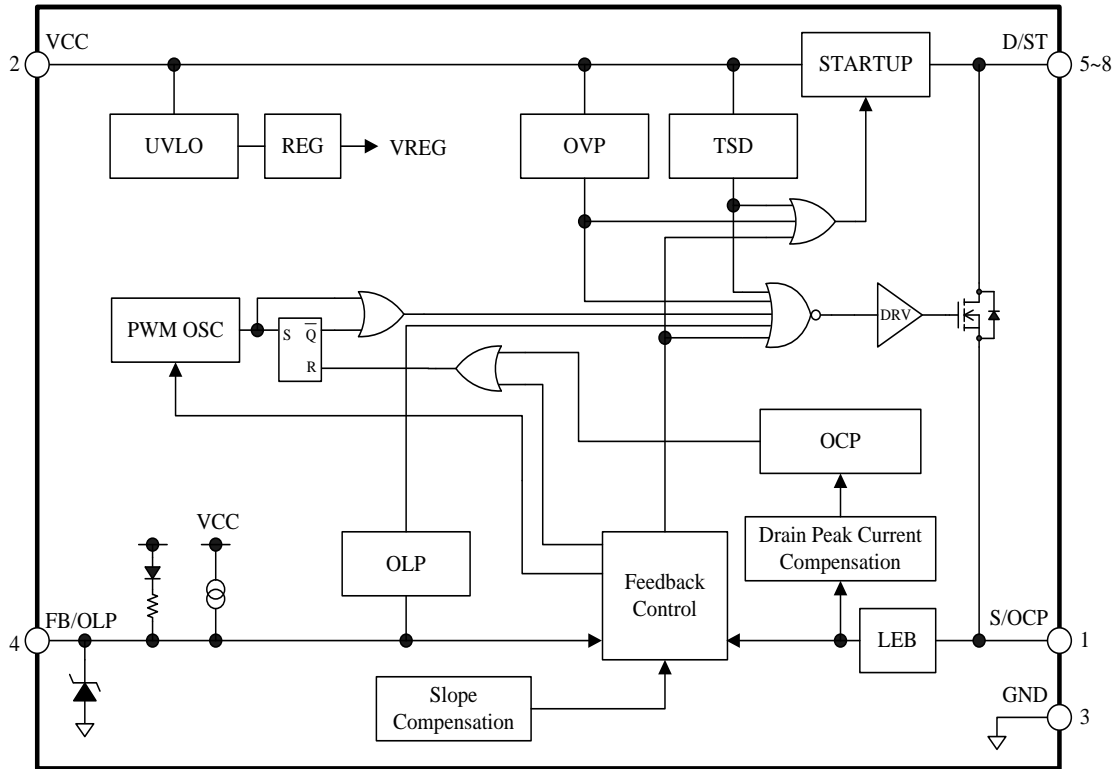 VCC
D/ST
2
STARTUP
5~8
UVLO
REG
VREG
OVP
TSD
PWM OSC
S
Q̅
R
DRV
OCP
VCC
OLP
Feedback
Control
Drain Peak Current
Compensation
FB/OLP
4
LEB
S/OCP
1
Slope
Compensation
GND
3